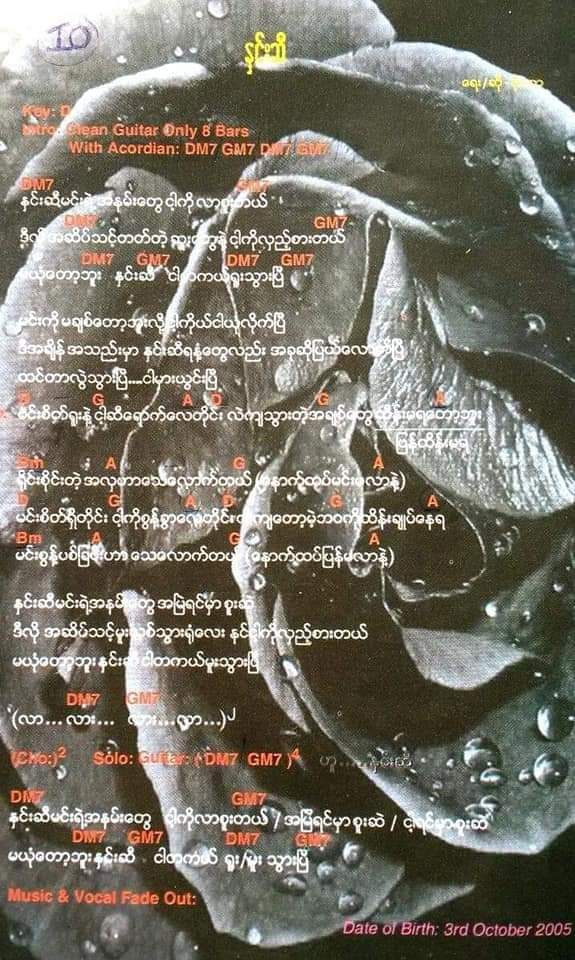 10
နှင်းဆီ
ရေး/ဆို -
Key: D
Intro: Clean Guitar Only 8 Bars
With Acordian: DM7 GM7 DM7 GM7
DM7 GM7
နှင်းဆီမင်းရဲ့အနမ်းတွေ ငါ့ကို လာစူးတယ်
DM7 GM7
ဒီလို အဆိပ်သင့်တတ်တဲ့ ဆူးတွေနဲ့ ငါ့ကိုလှည့်စားတယ်
DM7 GM7 DM7 GM7
မယုံတော့ဘူး နှင်းဆီ ငါတကယ်ရူးသွားပြီ
မင်းကို မချစ်တော့ဘူးလို့ ငါ့ကိုယ်ငါယုံလိုက်ပြီ
ဒီအချိန် အသည်းမှာ နှင်းဆီရနံ့တွေလည်း အခုဆိုပြယ်လော
ထင်တာလွဲသွားပြီ....ငါမှားယွင်းပြီ
D G A D G A
မင်းစိတ်ရူးနဲ့ ငါ့ဆီရောက်လေတိုင်း လဲကျသွားတဲ့အချစ်တွေ ထိန်းမရတော့ဘူး
ပြန်ထိန်းမရ
Bm A G A
ရိုင်းစိုင်းတဲ့ အလှဟာသေလောက်တယ် (နောက်ထပ်မင်းမလာနဲ့)
D G A D G A
မင်းစိတ်ရှိတိုင်း ငါ့ကိုစွန့်ခွာလေတိုင်း ထိန်းချုပ်နေရ
Bm A G A
မင်းစွန့်ပစ်ခြင်းဟာ သေလောက်တယ် (နောက်ထပ်ပြန်မလာနဲ့)
နှင်းဆီမင်းရဲ့အနမ်းတွေ အမြဲရင်မှာ စူးဆဲ
ဒီလို အဆိပ်သင့်မူးလစ်သွားရုံလေး နင်ငါ့ကိုလှည့်စားတယ်
မယုံတော့ဘူး နှင်းဆီ ငါတကယ်မူးသွားပြီ
DM7 GM7
(လာ... လား... လား... လာ...)၂
(Cho:)2 Solo: Guitar: (DM7 GM7 )4 ဟူ..... နှင်းဆီ
DM7 GM7
နှင်းဆီမင်းရဲ့အနမ်းတွေ ငါ့ကိုလာစူးတယ် / အမြဲရင်မှာစူးဆဲ / ငါ့ရင်မှာစူးဆဲ
DM7 GM7 DM7 GM7
မယုံတော့ဘူး နှင်းဆီ ငါတကယ် ရူး/မူး သွားပြီ
Music & Vocal Fade Out:
Date of Birth: 3rd October 2005